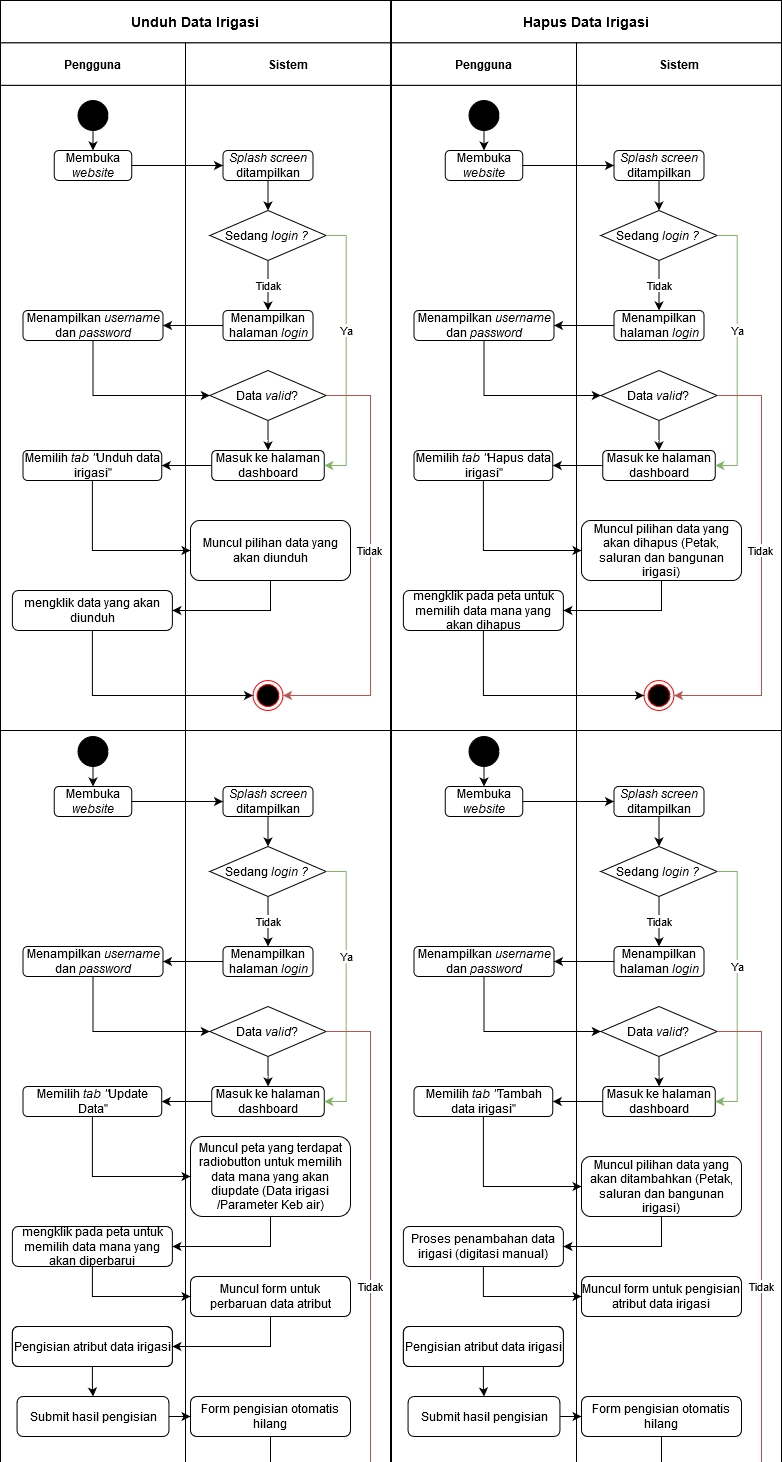 Unduh Data Irigasi
Pengguna
Sistem
Membuka
website
Splash screen
ditampilkan
Sedang login ?
Tidak
Menampilkan username
dan password
Menampilkan
halaman login
Ya
Data valid?
Memilih tab "Unduh data
irigasi"
Masuk ke halaman
dashboard
Muncul pilihan data yang
akan diunduh
Tidak
mengklik data yang akan
diunduh
Hapus Data Irigasi
Pengguna
Sistem
Membuka
website
Splash screen
ditampilkan
Sedang login ?
Tidak
Menampilkan username
dan password
Menampilkan
halaman login
Ya
Data valid?
Memilih tab "Hapus data
irigasi"
Masuk ke halaman
dashboard
Muncul pilihan data yang
akan dihapus (Petak,
saluran dan bangunan
irigasi)
Tidak
mengklik pada peta untuk
memilih data mana yang
akan dihapus
Membuka
website
Splash screen
ditampilkan
Sedang login ?
Tidak
Menampilkan username
dan password
Menampilkan
halaman login
Ya
Data valid?
Memilih tab "Update
Data"
Masuk ke halaman
dashboard
Muncul peta yang terdapat
radiobutton untuk memilih
data mana yang akan
diupdate (Data irigasi
/Parameter Keb air)
mengklik pada peta untuk
memilih data mana yang
akan diperbarui
Muncul form untuk
perbaruan data atribut
Tidak
Pengisian atribut data irigasi
Submit hasil pengisian
Form pengisian otomatis
hilang
Membuka
website
Splash screen
ditampilkan
Sedang login ?
Tidak
Menampilkan username
dan password
Menampilkan
halaman login
Ya
Data valid?
Memilih tab "Tambah
data irigasi"
Masuk ke halaman
dashboard
Muncul pilihan data yang
akan ditambahkan (Petak,
saluran dan bangunan
irigasi)
Proses penambahan data
irigasi (digitasi manual)
Muncul form untuk pengisian
atribut data irigasi
Tidak
Pengisian atribut data irigasi
Submit hasil pengisian
Form pengisian otomatis
hilang